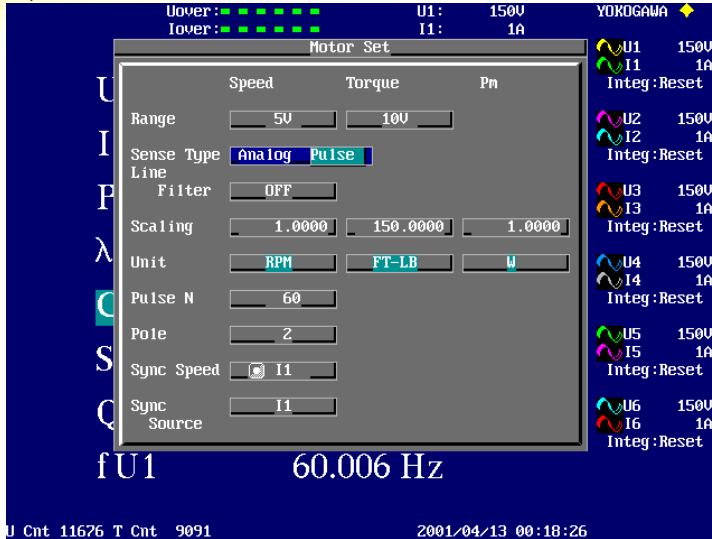 Uover: U1: 150V YOKOGAWA
Iover: I1: 1A
Motor Set
Speed Torque Pm
Range 5V 10V
Sense Type Analog Pulse
Line
Filter OFF
Scaling 1.0000 150.0000 1.0000
Unit RPM FT-LB W
Pulse N 60
Pole 2
Sync Speed I1
Sync I1
Source
U
I
P
λ
S
Q
fU1 60.006 Hz
U1 150V
I1 1A
Integ:Reset
U2 150V
I2 1A
Integ:Reset
U3 150V
I3 1A
Integ:Reset
U4 150V
I4 1A
Integ:Reset
U5 150V
I5 1A
Integ:Reset
U6 150V
I6 1A
Integ:Reset
U Cnt 11676 T Cnt 9091 2001/04/13 00:18:26